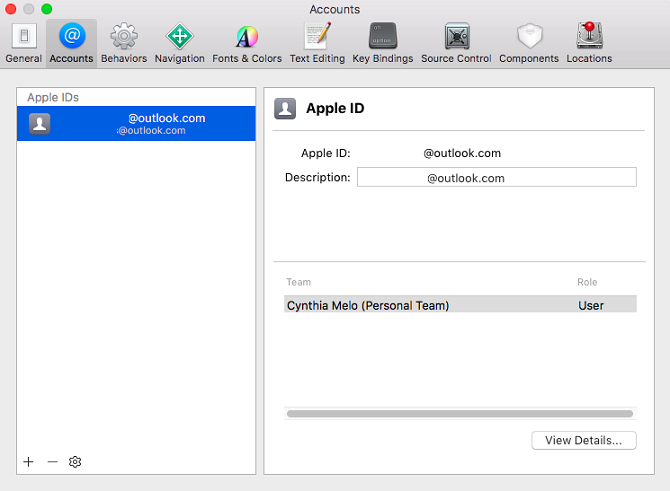 Accounts
General Accounts Behaviors Navigation Fonts & Colors Text Editing Key Bindings Source Control Components Locations
Apple IDs
@outlook.com
@outlook.com
Apple ID
Apple ID: @outlook.com
Description: @outlook.com
Team Role
Cynthia Melo (Personal Team) User
View Details...